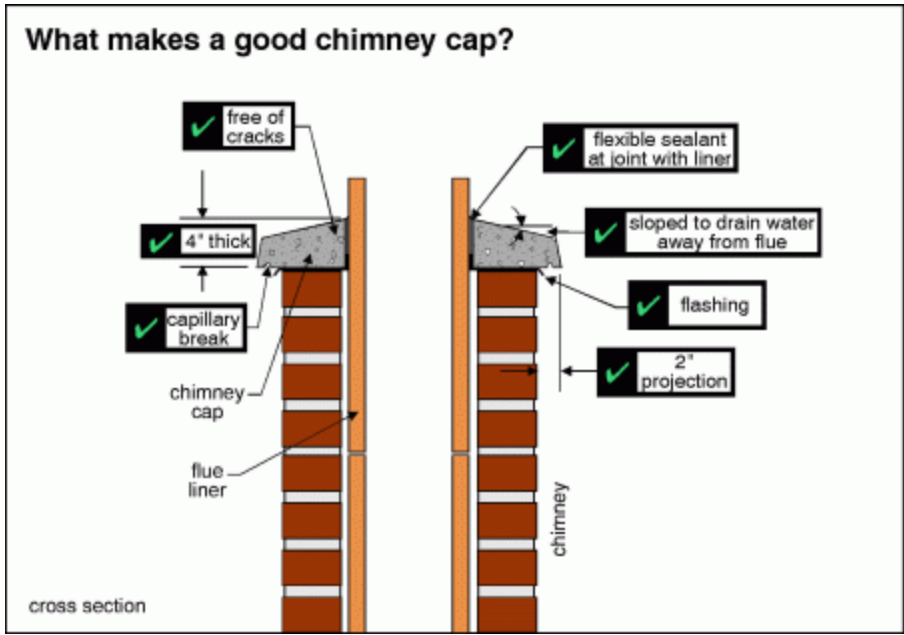 What makes a good chimney cap?
free of
cracks
flexible sealant
at joint with liner
4" thick
sloped to drain water
away from flue
capillary
break
flashing
2"
projection
chimney
cap
flue
liner
chimney
cross section